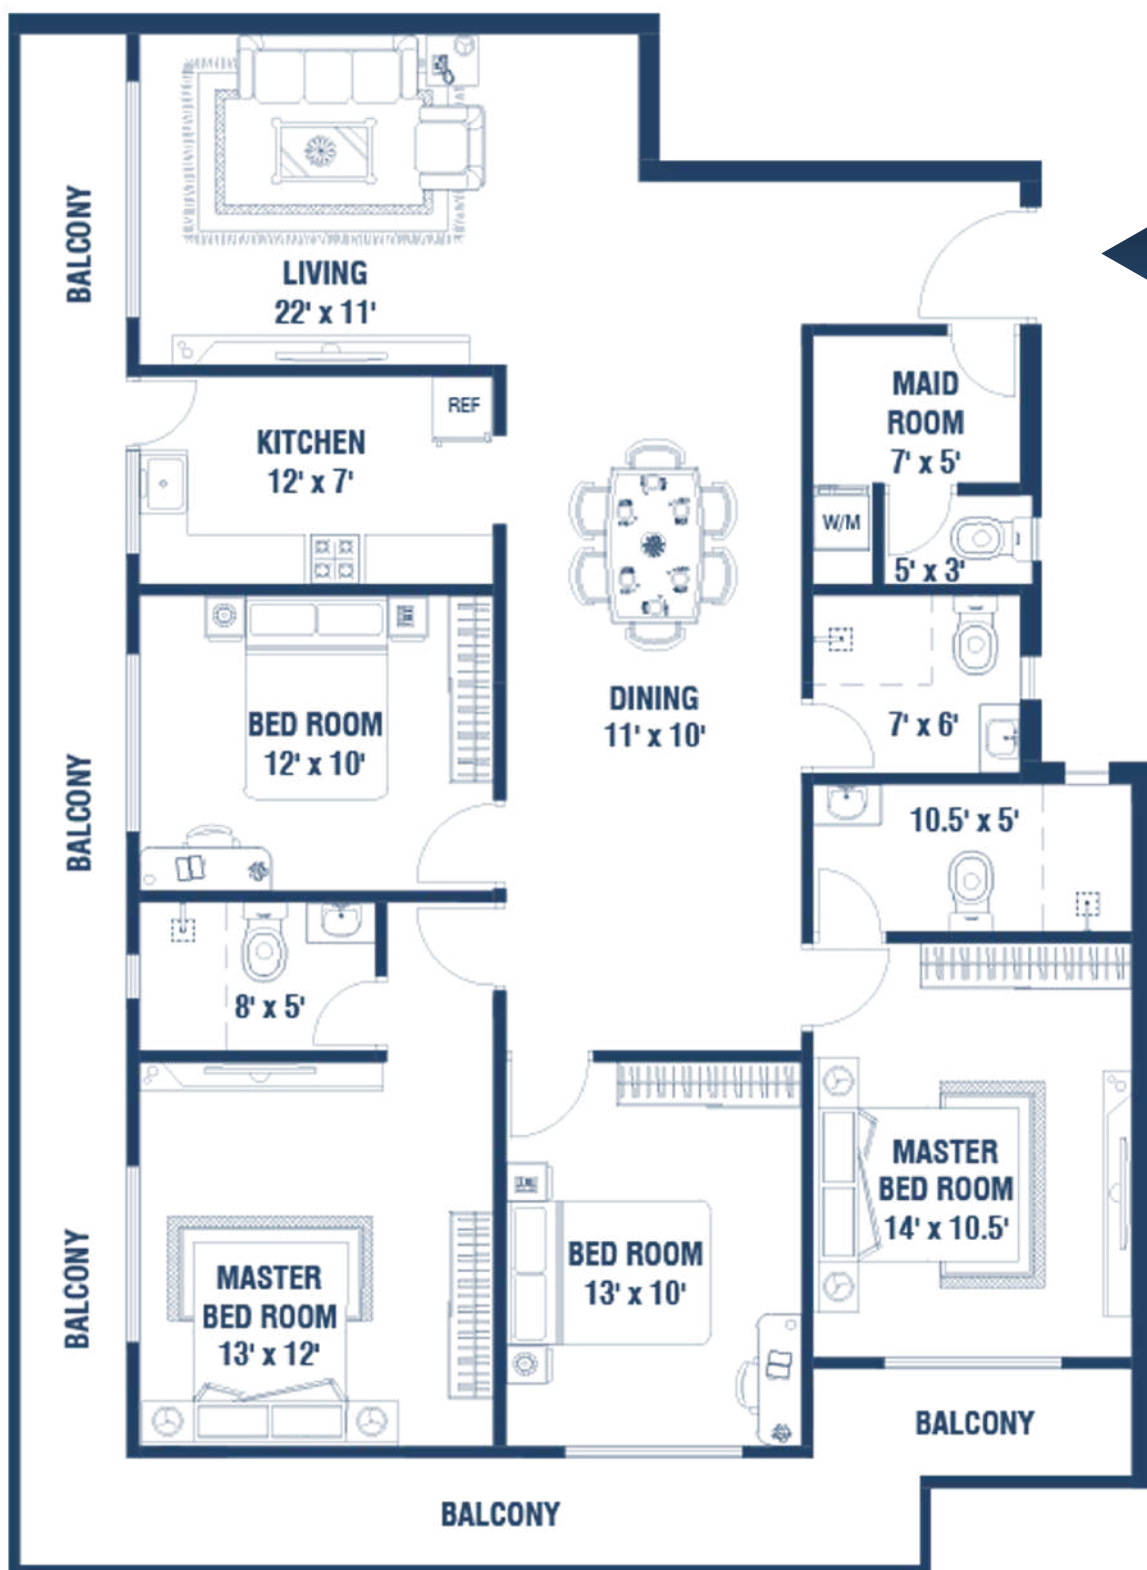 BALCONY
LIVING
22' x 11'
KITCHEN
12' x 7'
REF
MAID
ROOM
7' x 5'
W/M
5' x 3'
BED ROOM
12' x 10'
DINING
11' x 10'
7' x 6'
BALCONY
10.5' x 5'
8' x 5'
MASTER
BED ROOM
14' x 10.5'
BALCONY
MASTER
BED ROOM
13' x 12'
BED ROOM
13' x 10'
BALCONY
BALCONY